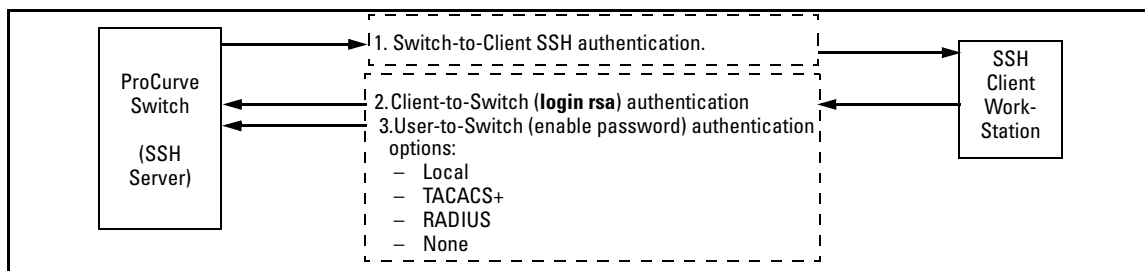 ProCurve
Switch
(SSH
Server)
1. Switch-to-Client SSH authentication.
2.Client-to-Switch (login rsa) authentication
3.User-to-Switch (enable password) authentication
options:
– Local
– TACACS+
– RADIUS
– None
SSH
Client
Work-
Station